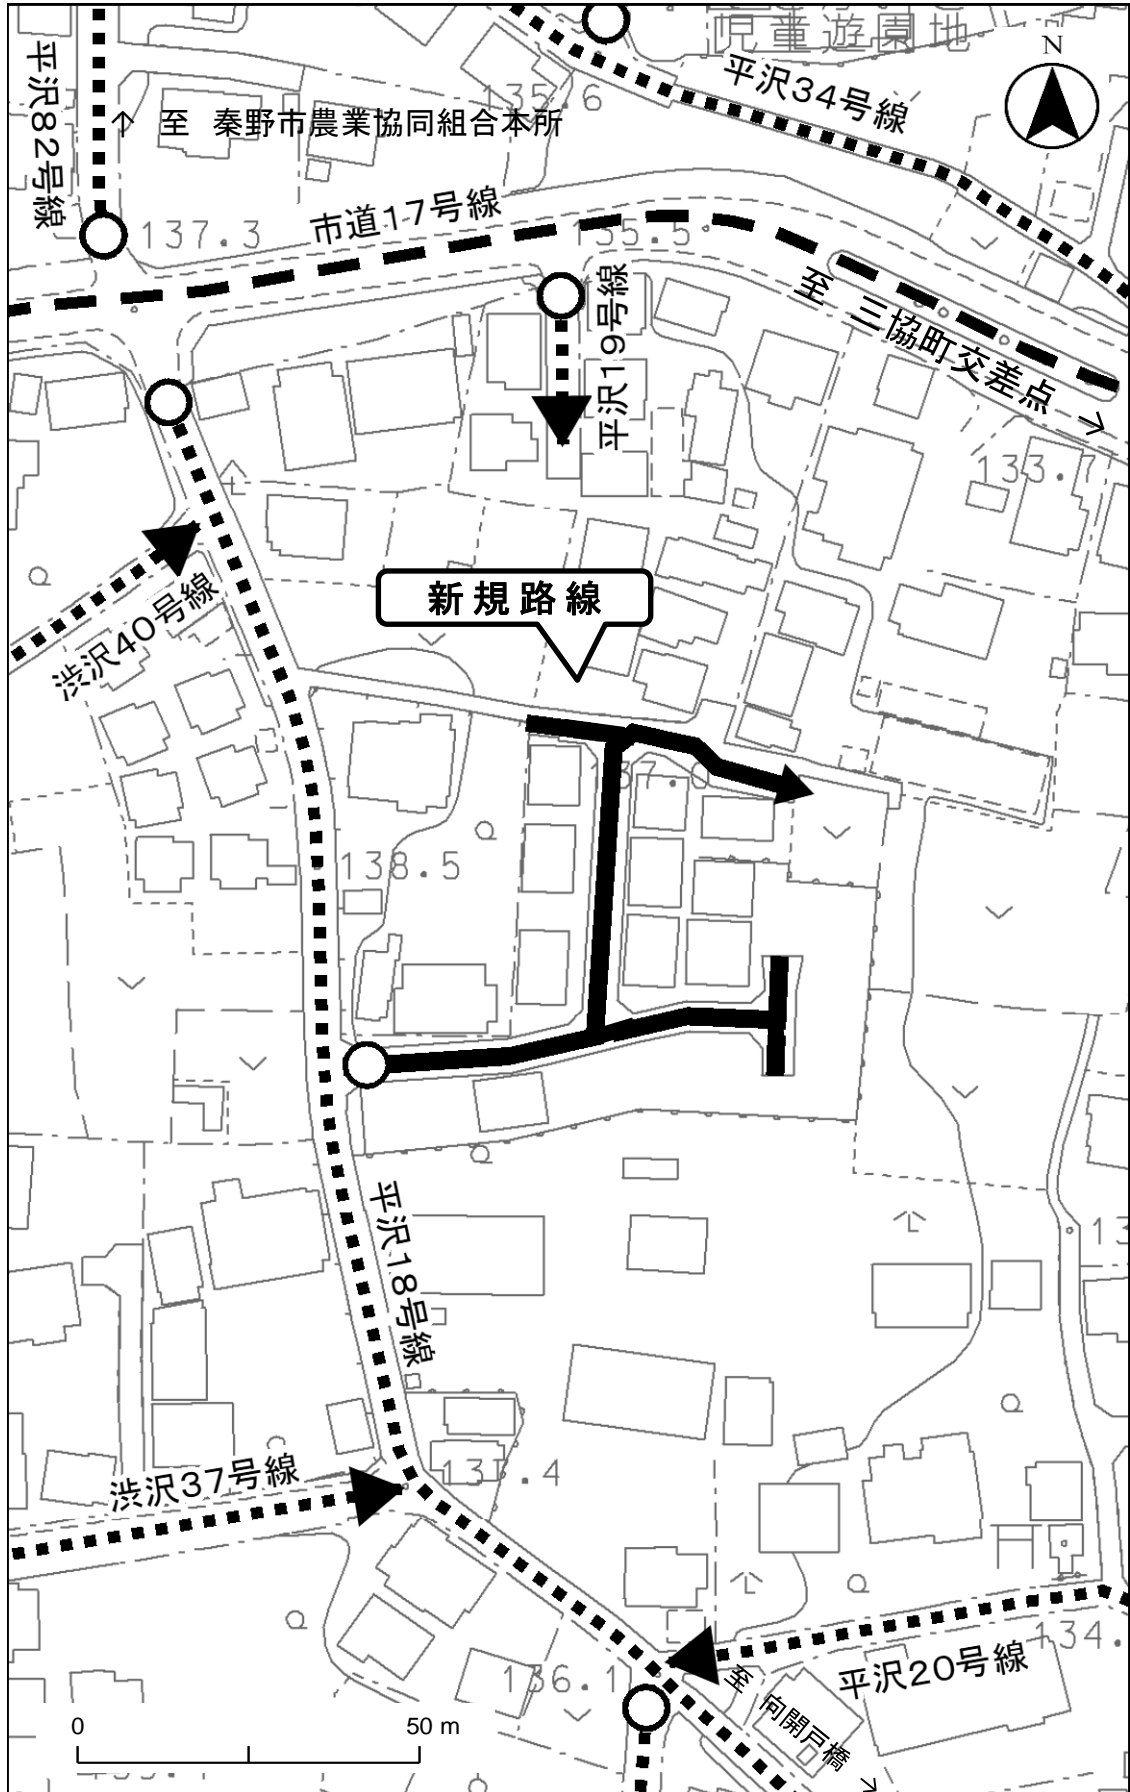 児童遊園地
N
平沢34号線
135.6
平沢82号線
↑ 至 秦野市農業協同組合本所
市道17号線
137.3
135.5
平沢19号線
至 三協町交差点 →
133.7
渋沢40号線
新規路線
138.5
平沢18号線
渋沢37号線
136.1
平沢20号線
134.
至 向開戸橋 →
0
50 m